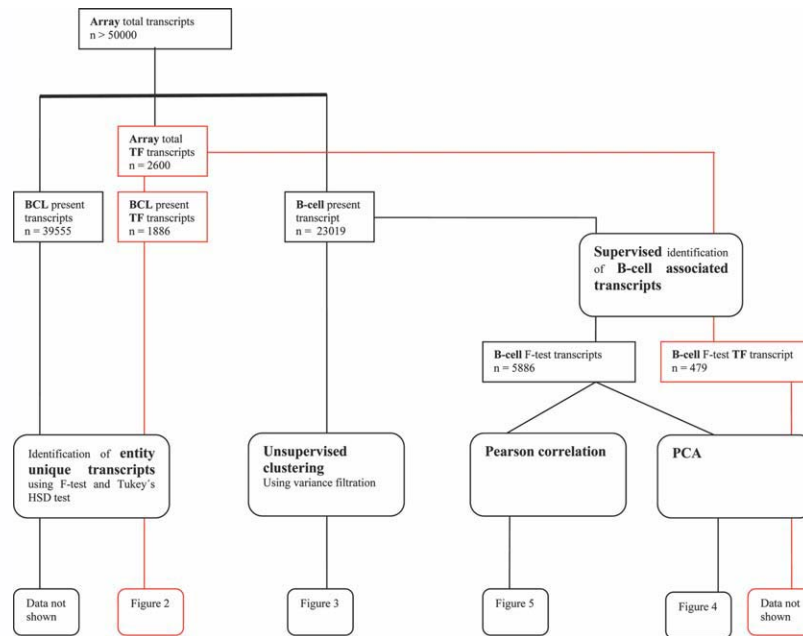 Array total transcripts
n > 50000
Array total
TF transcripts
n = 2600
BCL present
transcripts
n = 39555
BCL present
TF transcripts
n = 1886
B-cell present
transcript
n = 23019
Supervised identification
of B-cell associated
transcripts
B-cell F-test transcripts
n = 5886
B-cell F-test TF transcript
n = 479
Identification of entity
unique transcripts
using F-test and Tukey´s
HSD test
Unsupervised
clustering
Using variance filtration
Pearson correlation
PCA
Data not
shown
Figure 2
Figure 3
Figure 5
Figure 4
Data not
shown